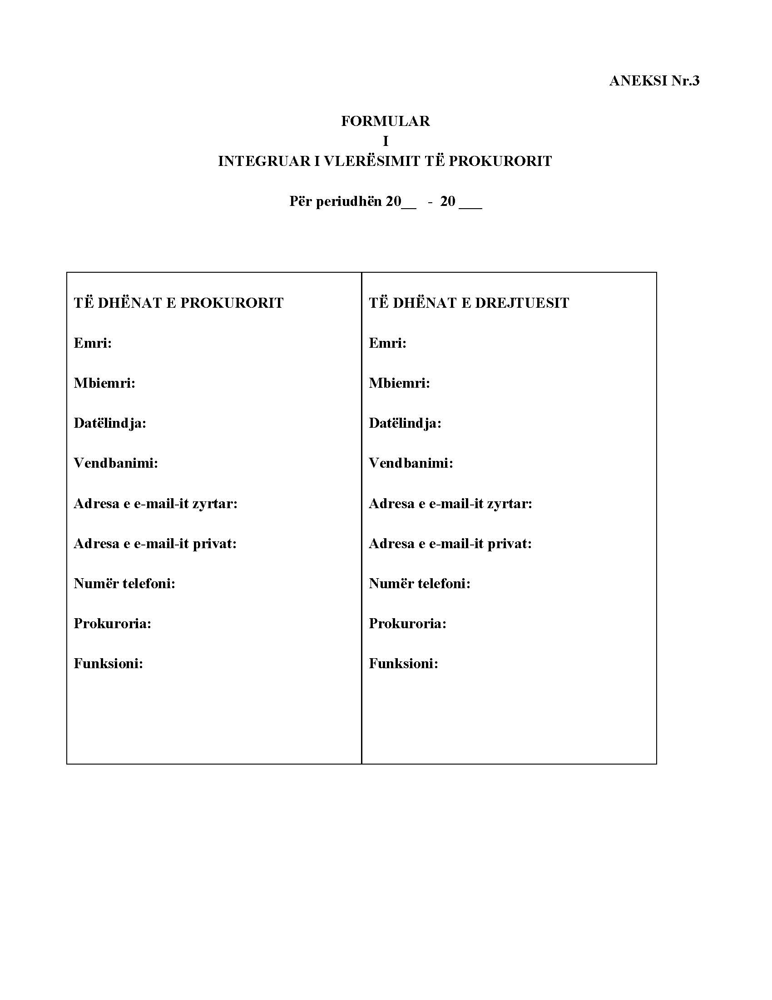 ANEKSI Nr.3
FORMULAR
I
INTEGRUAR I VLERËSIMIT TË PROKURORIT
Për periudhën 20__ - 20 ___
TË DHËNAT E PROKURORIT
Emri:
Mbiemri:
Datëlindja:
Vendbanimi:
Adresa e e-mail-it zyrtar:
Adresa e e-mail-it privat:
Numër telefoni:
Prokuroria:
Funksioni:
TË DHËNAT E DREJTUESIT
Emri:
Mbiemri:
Datëlindja:
Vendbanimi:
Adresa e e-mail-it zyrtar:
Adresa e e-mail-it privat:
Numër telefoni:
Prokuroria:
Funksioni: